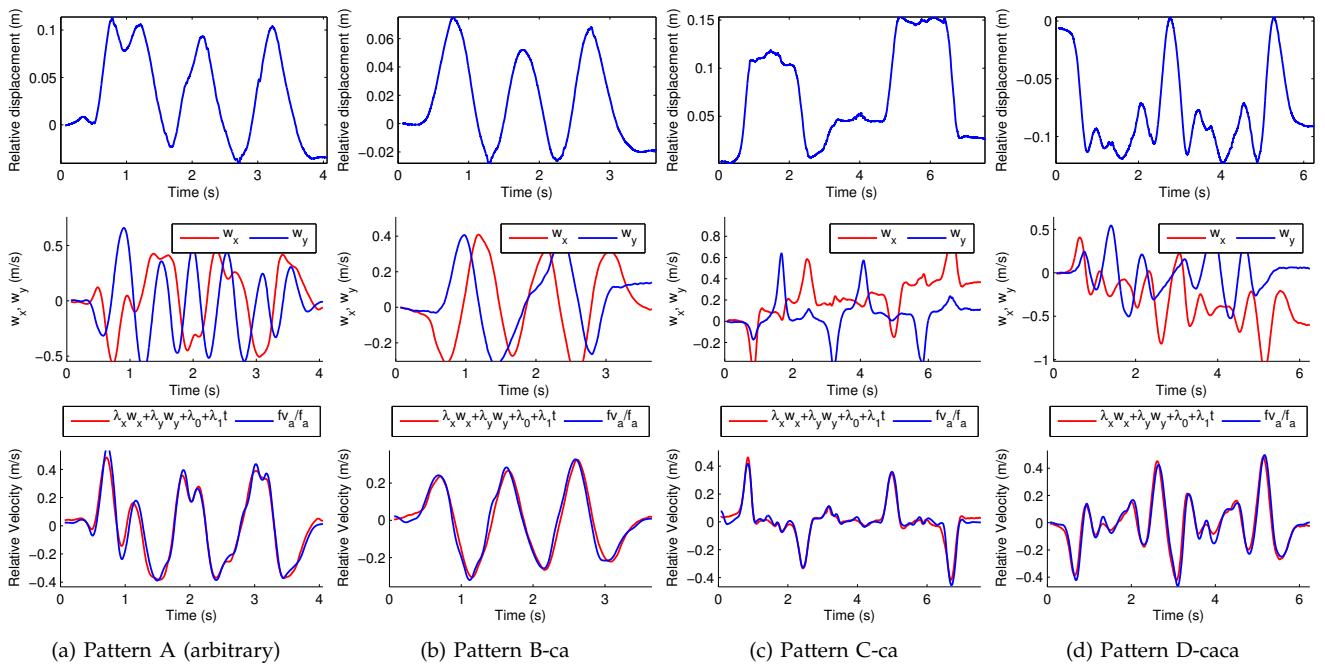 Relative displacement (m)
0.1
0.05
0
0
1
2
3
4
Time (s)
Relative displacement (m)
0.06
0.04
0.02
0
−0.02
0
1
2
3
Time (s)
Relative displacement (m)
0.15
0.1
0.05
0
2
4
6
Time (s)
Relative displacement (m)
0
−0.05
−0.1
0
2
4
6
Time (s)
w_x, w_y (m/s)
0.5
0
−0.5
w_x w_y
0
1
2
3
4
Time (s)
w_x, w_y (m/s)
0.4
0.2
0
−0.2
w_x w_y
0
1
2
3
Time (s)
w_x, w_y (m/s)
0.8
0.6
0.4
0.2
0
−0.2
w_x w_y
0
2
4
6
Time (s)
w_x, w_y (m/s)
0.5
0
−0.5
−1
w_x w_y
0
2
4
6
Time (s)
λ_xw_x+λ_yw_y+λ_0+λ_1t fv_a/f_a
Relative Velocity (m/s)
0.4
0.2
0
−0.2
−0.4
0
1
2
3
4
Time (s)
λ_xw_x+λ_yw_y+λ_0+λ_1t fv_a/f_a
Relative Velocity (m/s)
0.4
0.2
0
−0.2
0
1
2
3
Time (s)
λ_xw_x+λ_yw_y+λ_0+λ_1t fv_a/f_a
Relative Velocity (m/s)
0.4
0.2
0
−0.2
−0.4
0
2
4
6
Time (s)
λ_xw_x+λ_yw_y+λ_0+λ_1t fv_a/f_a
Relative Velocity (m/s)
0.4
0.2
0
−0.2
−0.4
0
2
4
6
Time (s)
(a) Pattern A (arbitrary)
(b) Pattern B-ca
(c) Pattern C-ca
(d) Pattern D-caca